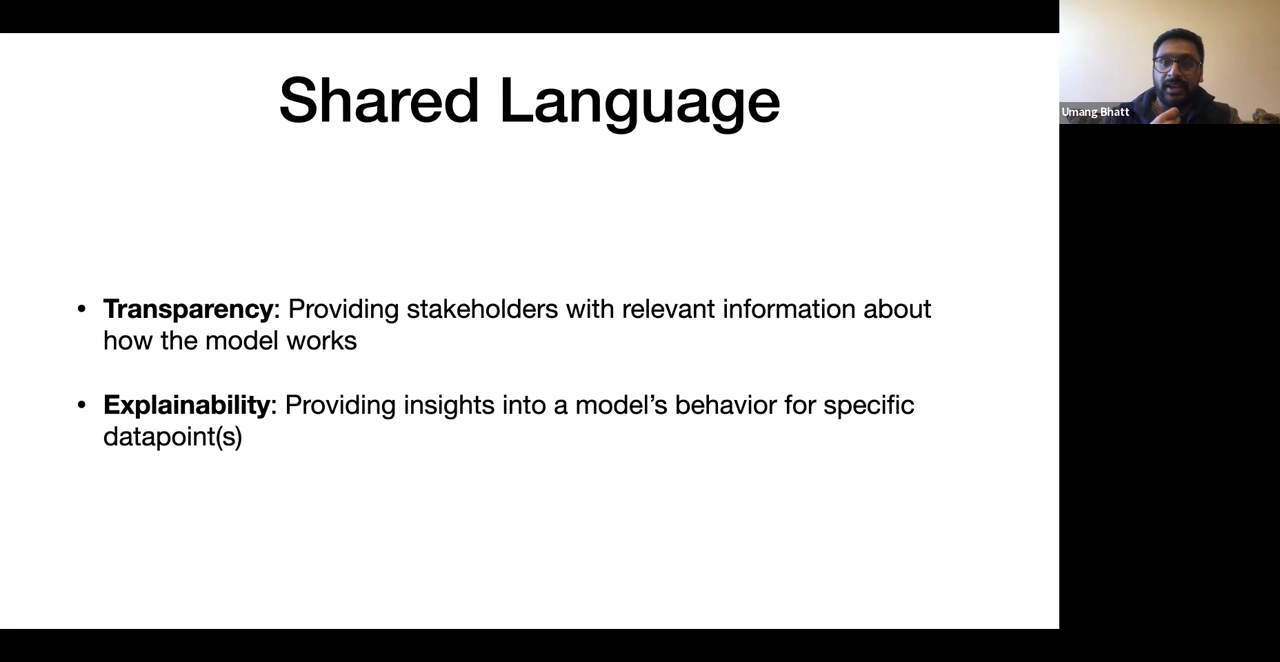 Shared Language
• Transparency: Providing stakeholders with relevant information about
how the model works
• Explainability: Providing insights into a model’s behavior for specific
datapoint(s)
Umang Bhatt